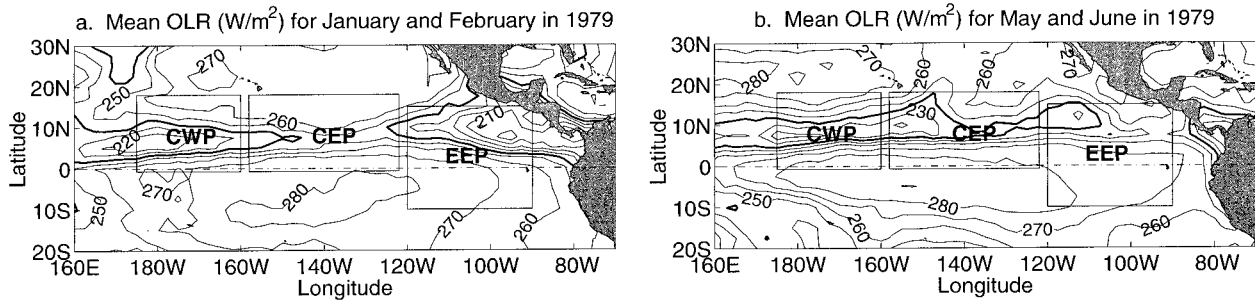 a. Mean OLR (W/m²) for January and February in 1979
30N
20N
10N
0
10S
20S
Latitude
270
250
260
220
210
CWP
CEP
EEP
270
280
250
270
260
160E
180W
160W
140W
120W
100W
80W
Longitude
b. Mean OLR (W/m²) for May and June in 1979
30N
20N
10N
0
10S
20S
Latitude
270
260
270
280
230
CWP
CEP
EEP
250
280
260
270
260
160E
180W
160W
140W
120W
100W
80W
Longitude